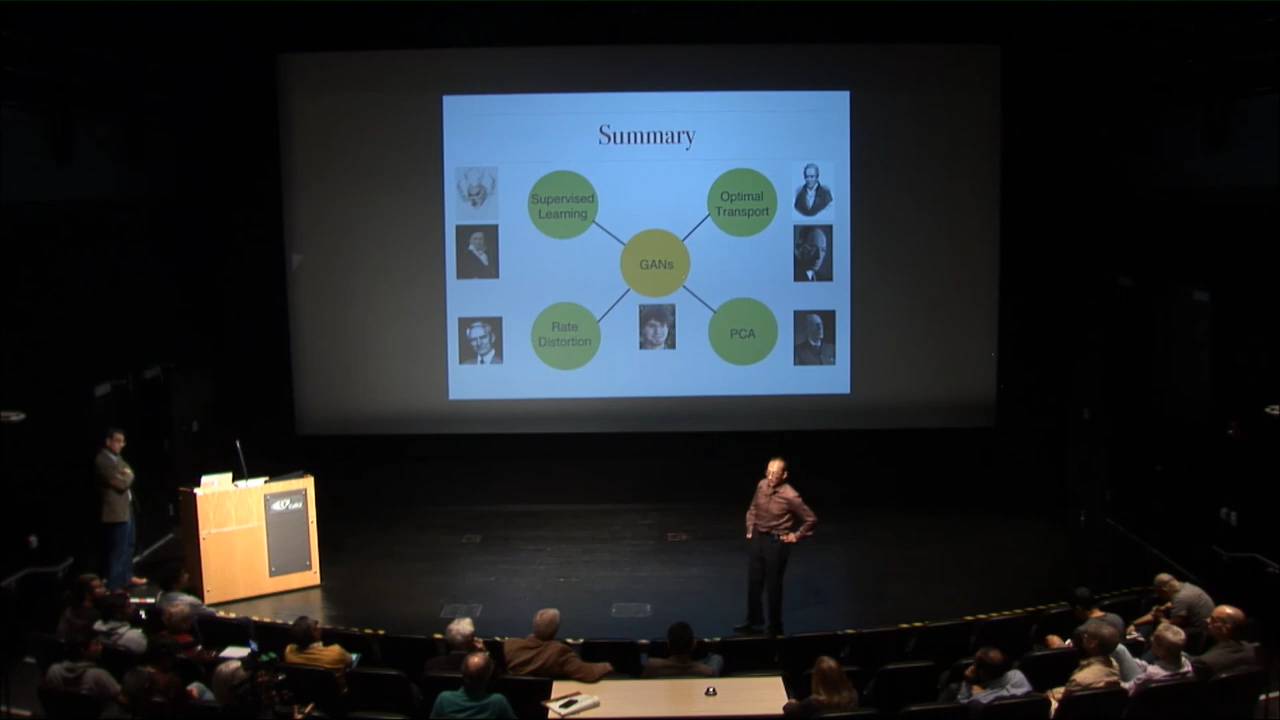 Summary
Supervised
Learning
Optimal
Transport
GANs
Rate
Distortion
PCA